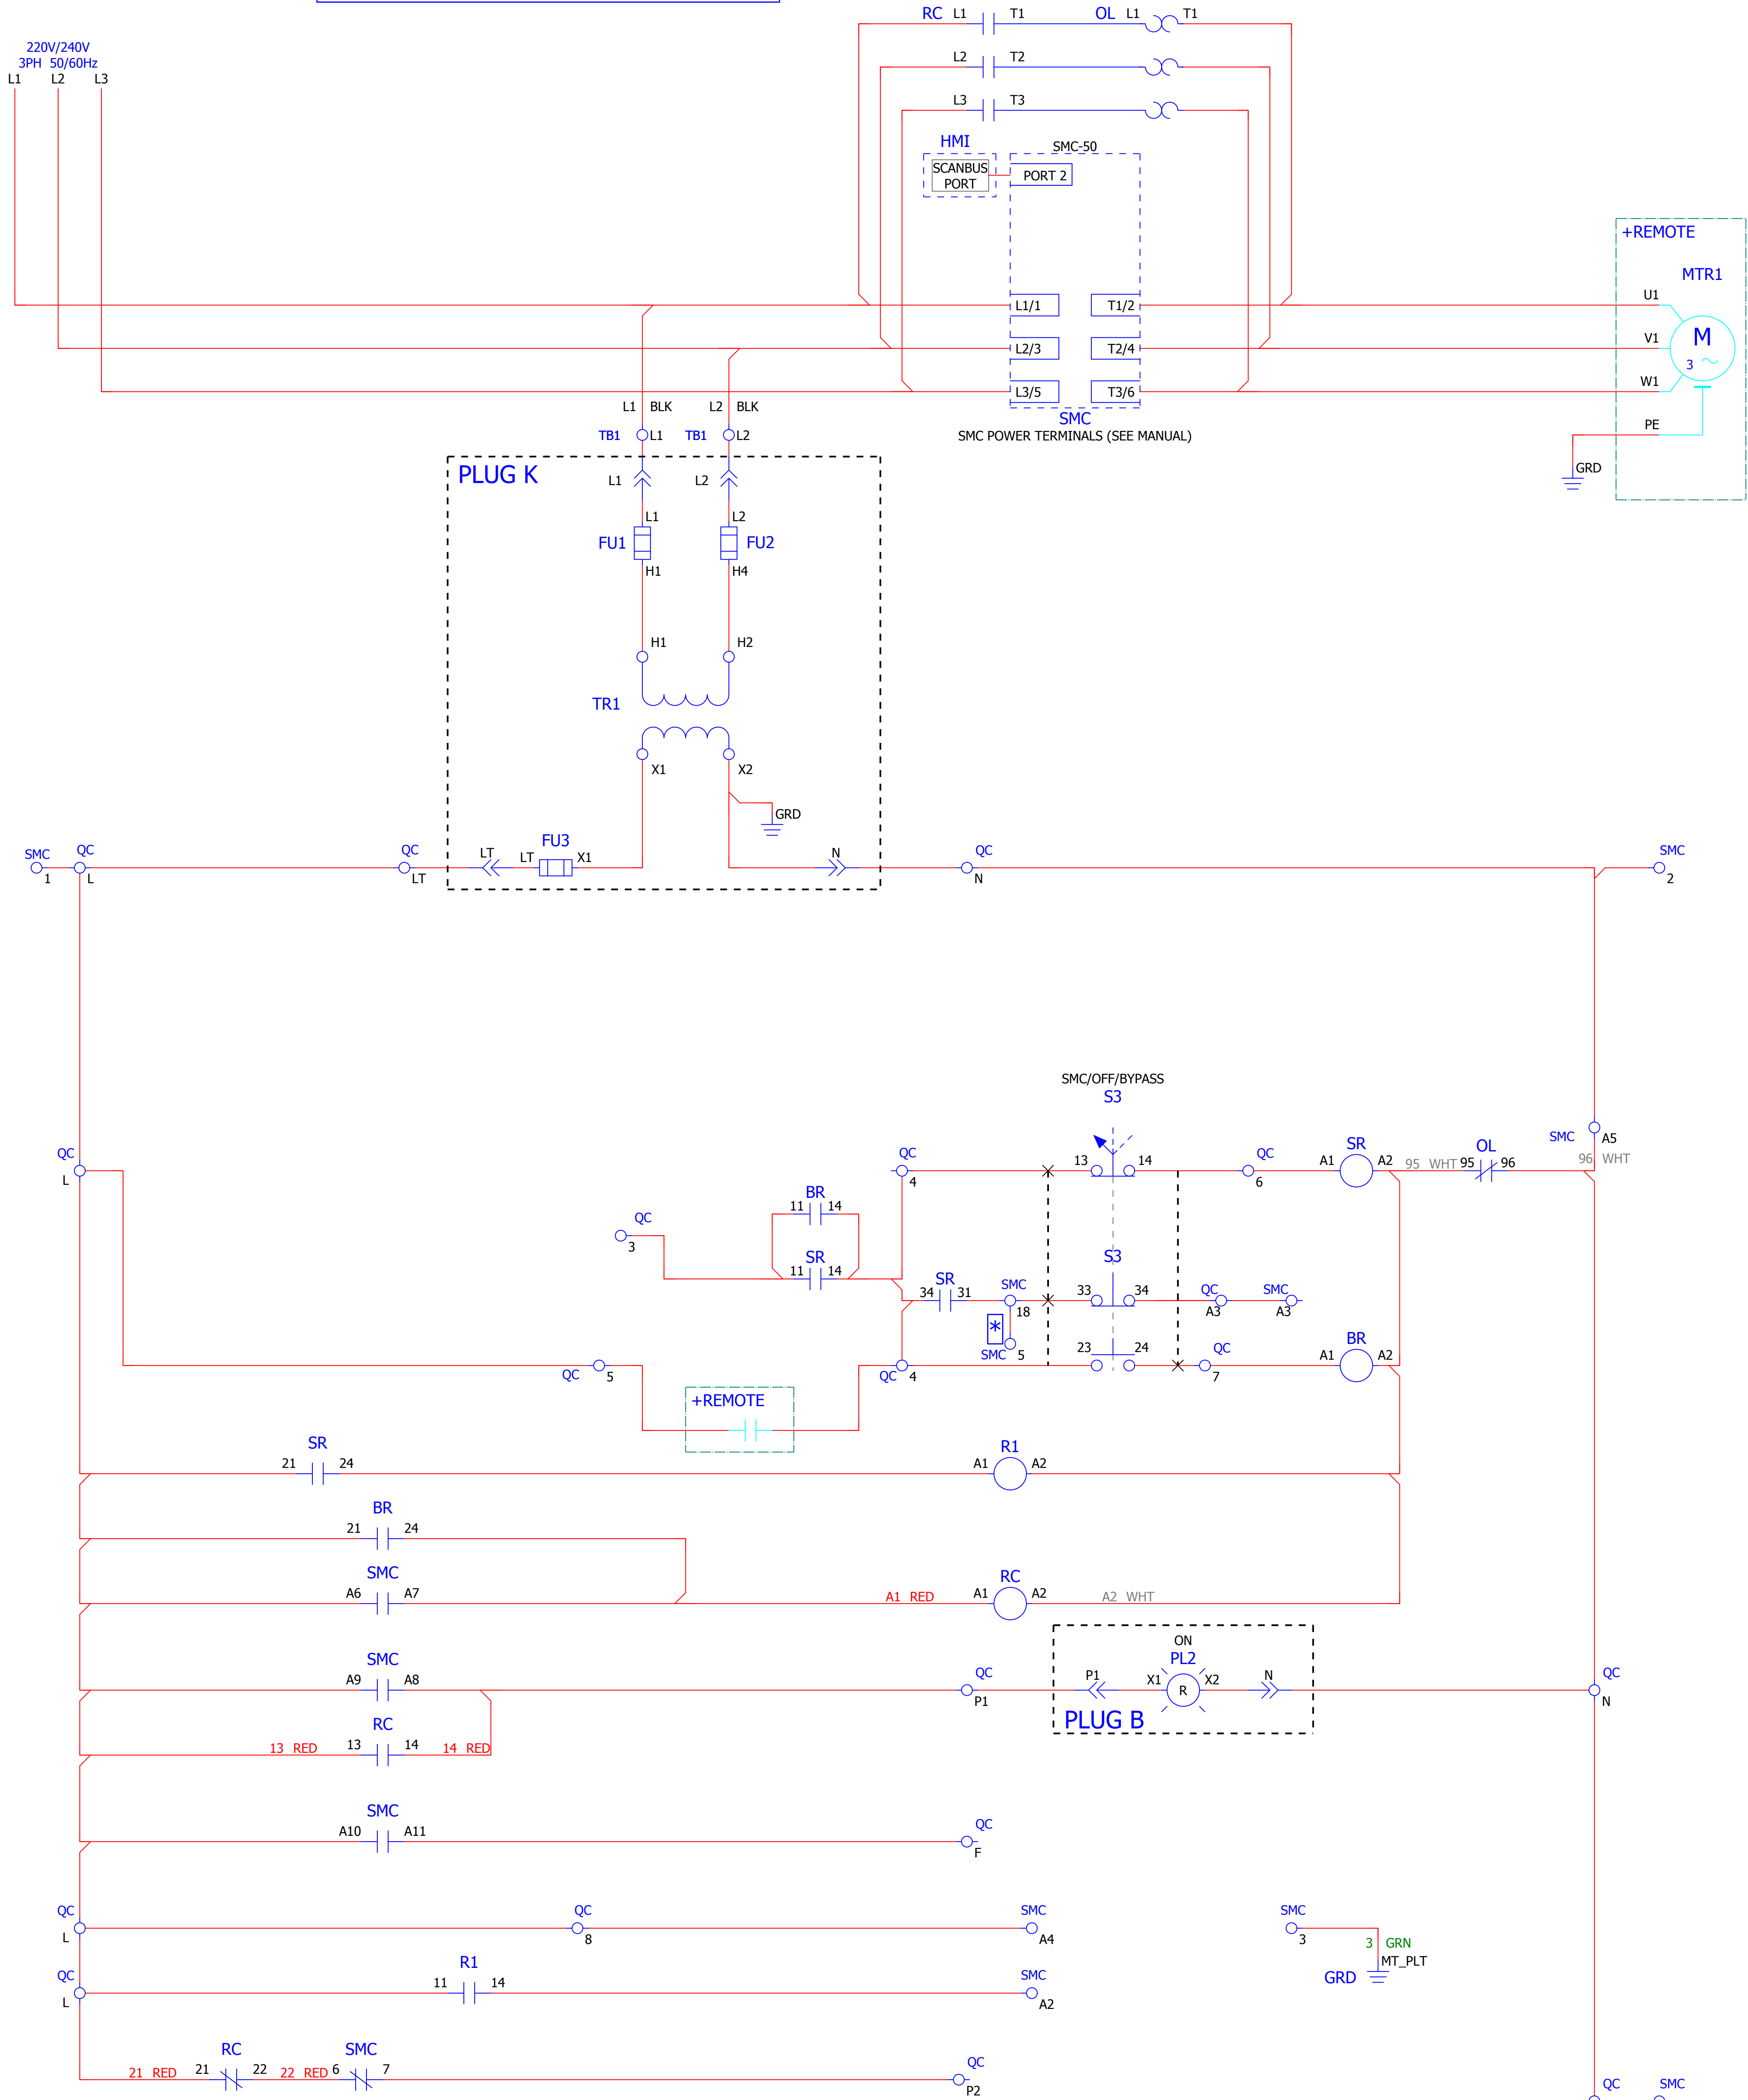 RC L1 T1 OL L1 T1
220V/240V
3PH 50/60Hz
L1 L2 L3
L2 T2
L3 T3
HMI
SMC-50
SCANBUS
PORT
PORT 2
+REMOTE
MTR1
L1/1 T1/2 U1
L2/3 T2/4 V1
M
3
L3/5 T3/6 W1
SMC
SMC POWER TERMINALS (SEE MANUAL)
PE
GRD
L1 BLK L2 BLK
TB1 L1 TB1 L2
PLUG K
L1 L2
L1 L2
FU1 FU2
H1 H4
H1 H2
TR1
X1 X2
GRD
SMC QC QC FU3 QC SMC
LT LT X1 N
1 L LT N 2
SMC/OFF/BYPASS
S3
SMC A5
QC QC 13 14 QC SR OL 96 WHT
A1 A2 95 WHT 95 96
L 4 6
BR
11 14
QC
3
SR
11 14
S3
SR SMC 33 34 QC SMC
34 31
18 A3 A3
*
SMC 5
23 24 QC BR
A1 A2
QC 5 QC 4 7
+REMOTE
SR R1
21 24 A1 A2
BR
21 24
SMC RC
A6 A7 A1 RED A1 A2 A2 WHT
ON
SMC QC PL2 QC
A9 A8 P1 X1 R X2 N
P1 N
PLUG B
RC
13 RED 13 14 14 RED
SMC QC
A10 A11
F
QC QC SMC SMC
L 8 A4 3
3 GRN
MT_PLT
GRD
QC R1 SMC
11 14
L A2
RC SMC QC
21 RED 21 22 22 RED 6 7
P2
QC SMC